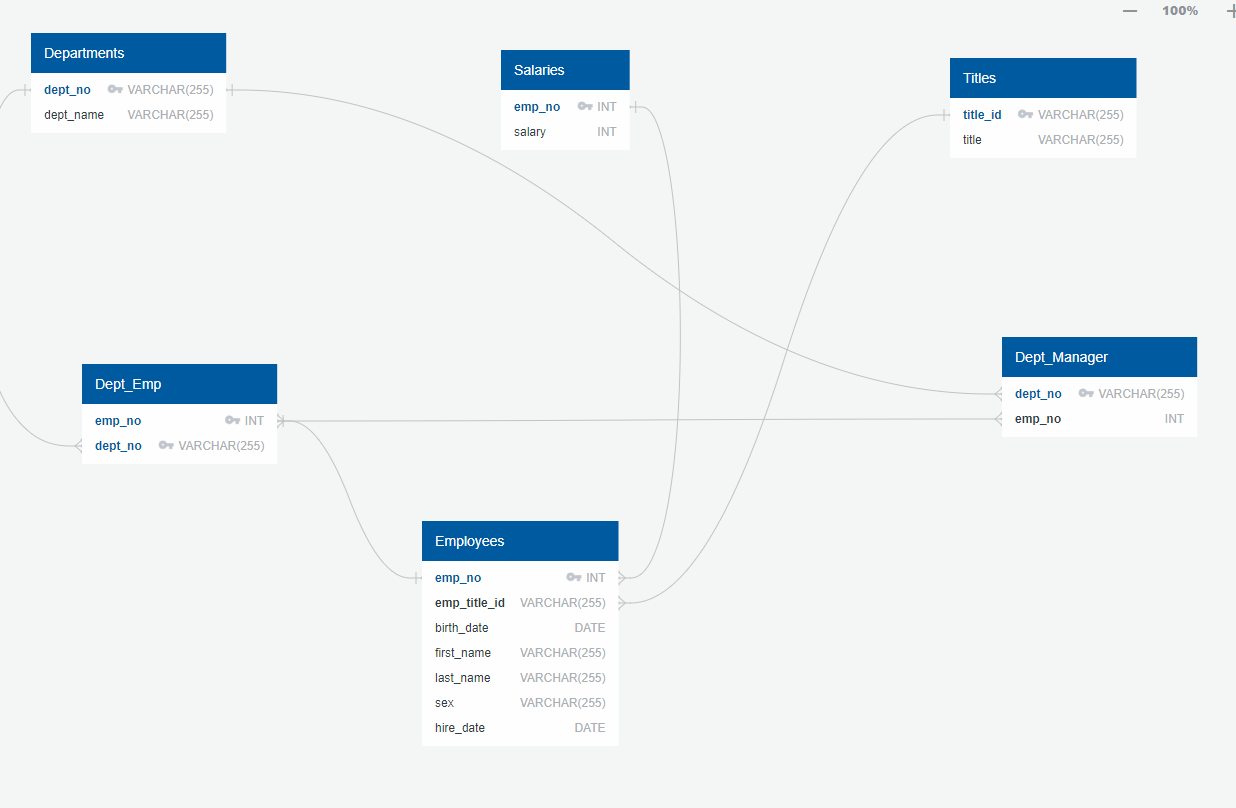 100%
Departments
dept_no VARCHAR(255)
dept_name VARCHAR(255)
Salaries
emp_no INT
salary INT
Titles
title_id VARCHAR(255)
title VARCHAR(255)
Dept_Manager
dept_no VARCHAR(255)
emp_no INT
Dept_Emp
emp_no INT
dept_no VARCHAR(255)
Employees
emp_no INT
emp_title_id VARCHAR(255)
birth_date DATE
first_name VARCHAR(255)
last_name VARCHAR(255)
sex VARCHAR(255)
hire_date DATE